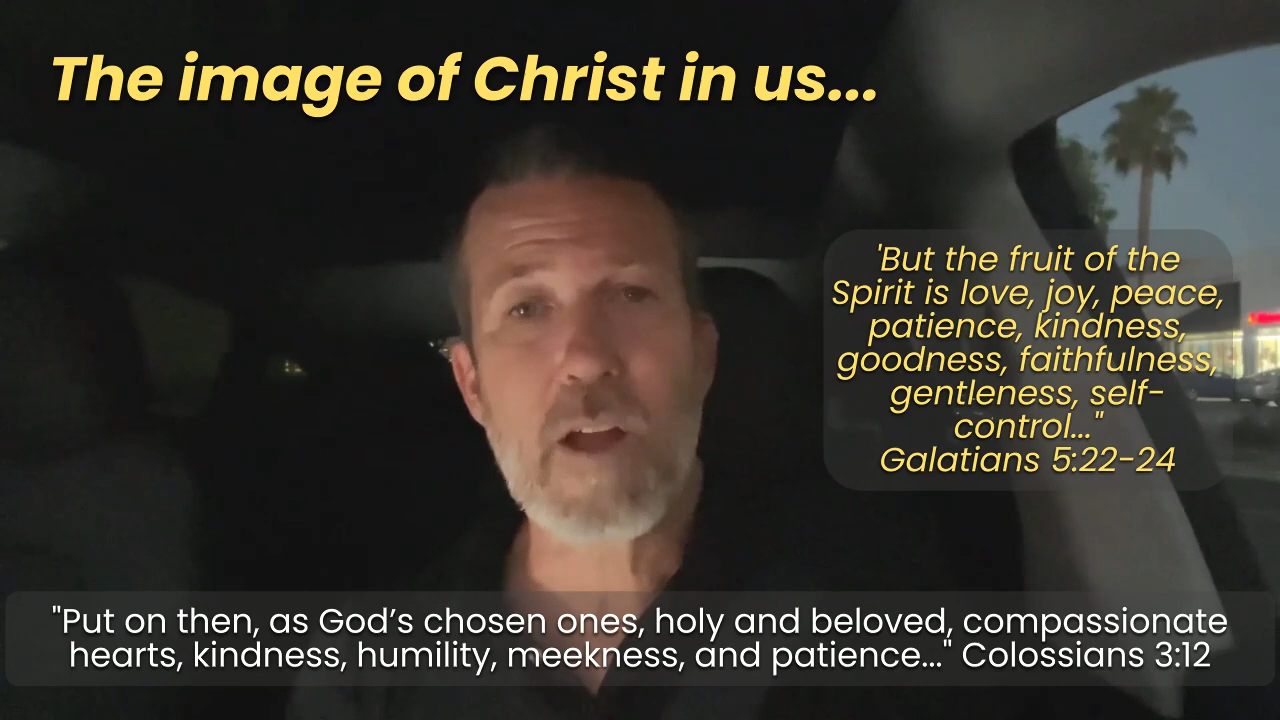 The image of Christ in us...
'But the fruit of the
Spirit is love, joy, peace,
patience, kindness,
goodness, faithfulness,
gentleness, self-
control..."
Galatians 5:22-24
"Put on then, as God’s chosen ones, holy and beloved, compassionate
hearts, kindness, humility, meekness, and patience..." Colossians 3:12